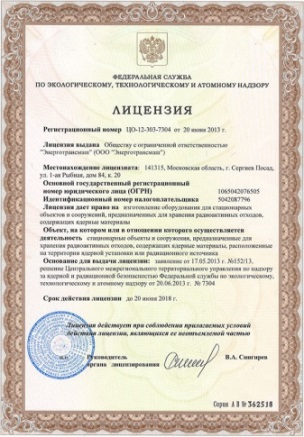 ФЕДЕРАЛЬНАЯ СЛУЖБА
ПО ЭКОЛОГИЧЕСКОМУ, ТЕХНОЛОГИЧЕСКОМУ И АТОМНОМУ НАДЗОРУ
ЛИЦЕНЗИЯ
Регистрационный номер ЦО-12-303-7304 от 20 июня 2013 г.
Лицензия выдана Обществу с ограниченной ответственностью
"Энерготрансмаш" (ООО "Энерготрансмаш")
Местонахождение лицензиата: 141315, Московская область, г. Сергиев Посад,
ул. 1-ая Рыбная, дом 84, к. 20
Основной государственный регистрационный
номер юридического лица (ОГРН) 1065042076505
Идентификационный номер налогоплательщика 5042087796
Лицензия дает право на изготовление оборудования для стационарных
объектов и сооружений, предназначенных для хранения радиоактивных отходов,
содержащих ядерные материалы
Объект, на котором или в отношении которого осуществляется
деятельность стационарные объекты и сооружения, предназначенные для
хранения радиоактивных отходов, содержащих ядерные материалы, расположенные
на территории ядерной установки или радиационного источника
Основание для выдачи лицензии: заявление от 17.05.2013 г. №152/13,
решение Центрального межрегионального территориального управления по надзору
за ядерной и радиационной безопасностью Федеральной службы по экологическому,
технологическому и атомному надзору от 20.06.2013 г. № 7304
Срок действия лицензии до 20 июня 2018 г.
Лицензия действует при соблюдении прилагаемых условий
действия лицензии, являющихся ее неотъемлемой частью
Руководитель
органа В.А. Снигирев
Серия А В № 362518